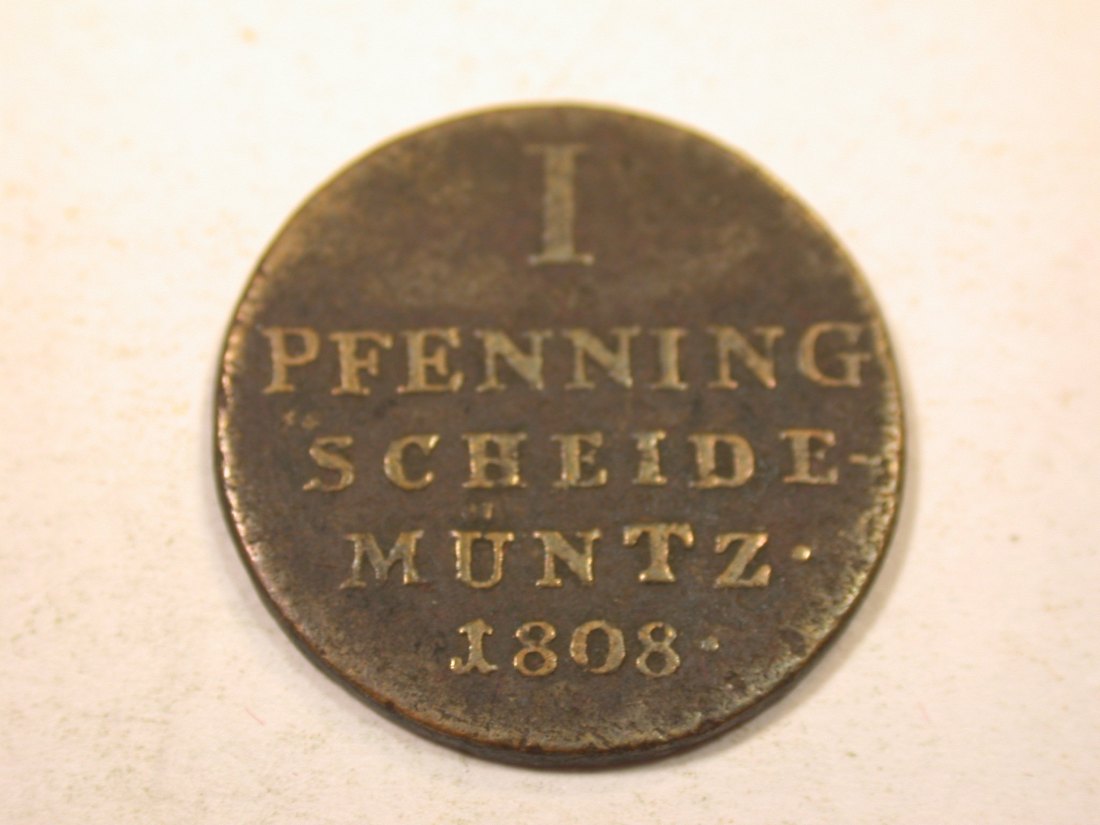 I
PFENNING
SCHEIDE-
MÜNTZ.
1808.